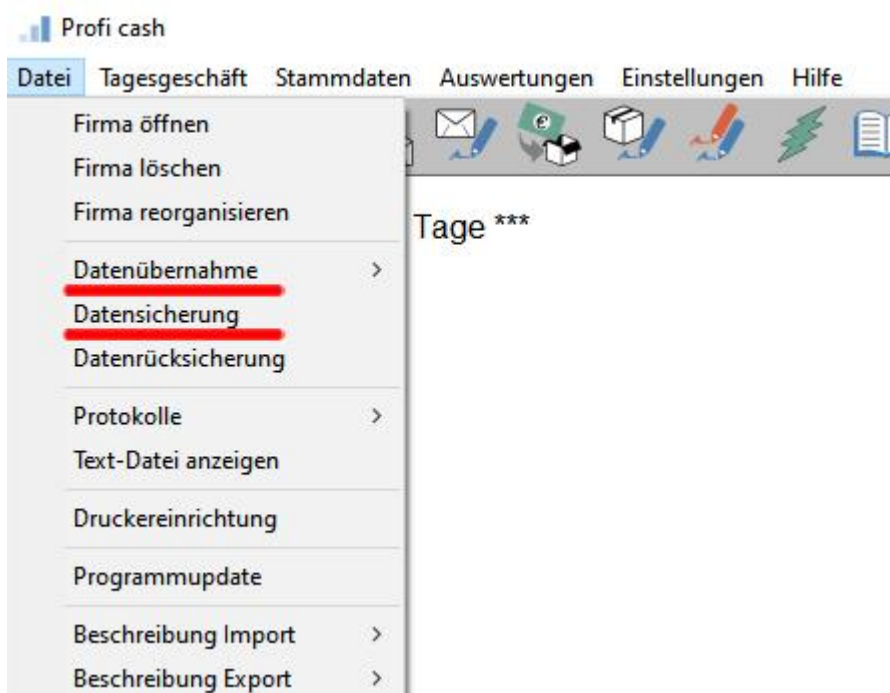 Profi cash
Datei Tagesgeschäft Stammdaten Auswertungen Einstellungen Hilfe
Firma öffnen
Firma löschen
Firma reorganisieren
Tage ***
Datenübernahme >
Datensicherung
Datenrücksicherung
Protokolle >
Text-Datei anzeigen
Druckereinrichtung
Programmupdate
Beschreibung Import >
Beschreibung Export >